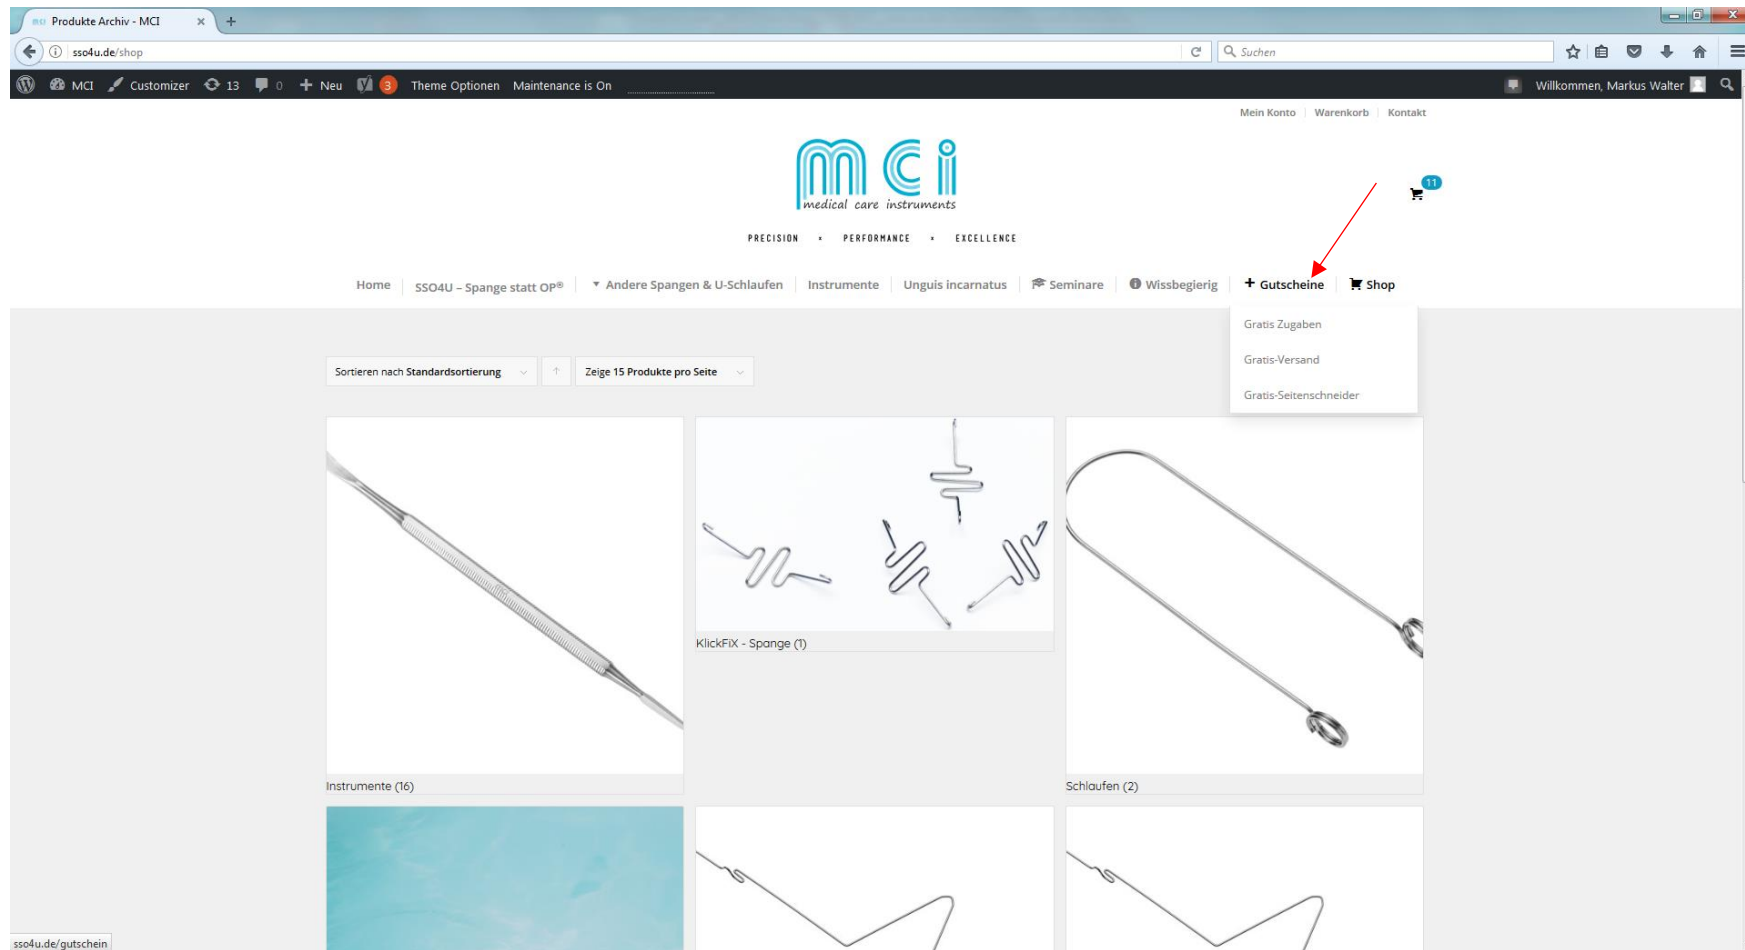 Produkte Archiv - MCI
sso4u.de/shop
Suchen
MCI Customizer 13 0 Neu 3 Theme Optionen Maintenance is On
Willkommen, Markus Walter
Mein Konto Warenkorb Kontakt
mci
medical care instruments
11
PRECISION x PERFORMANCE x EXCELLENCE
Home SSO4U – Spange statt OP® Andere Spangen & U-Schlaufen Instrumente Unguis incarnatus Seminare Wissbegierig Gutscheine Shop
Gratis Zugaben
Gratis-Versand
Gratis-Seitenschneider
Sortieren nach Standardsortierung Zeige 15 Produkte pro Seite
KlickFiX - Spange (1)
Instrumente (16)
Schlaufen (2)
sso4u.de/gutschein